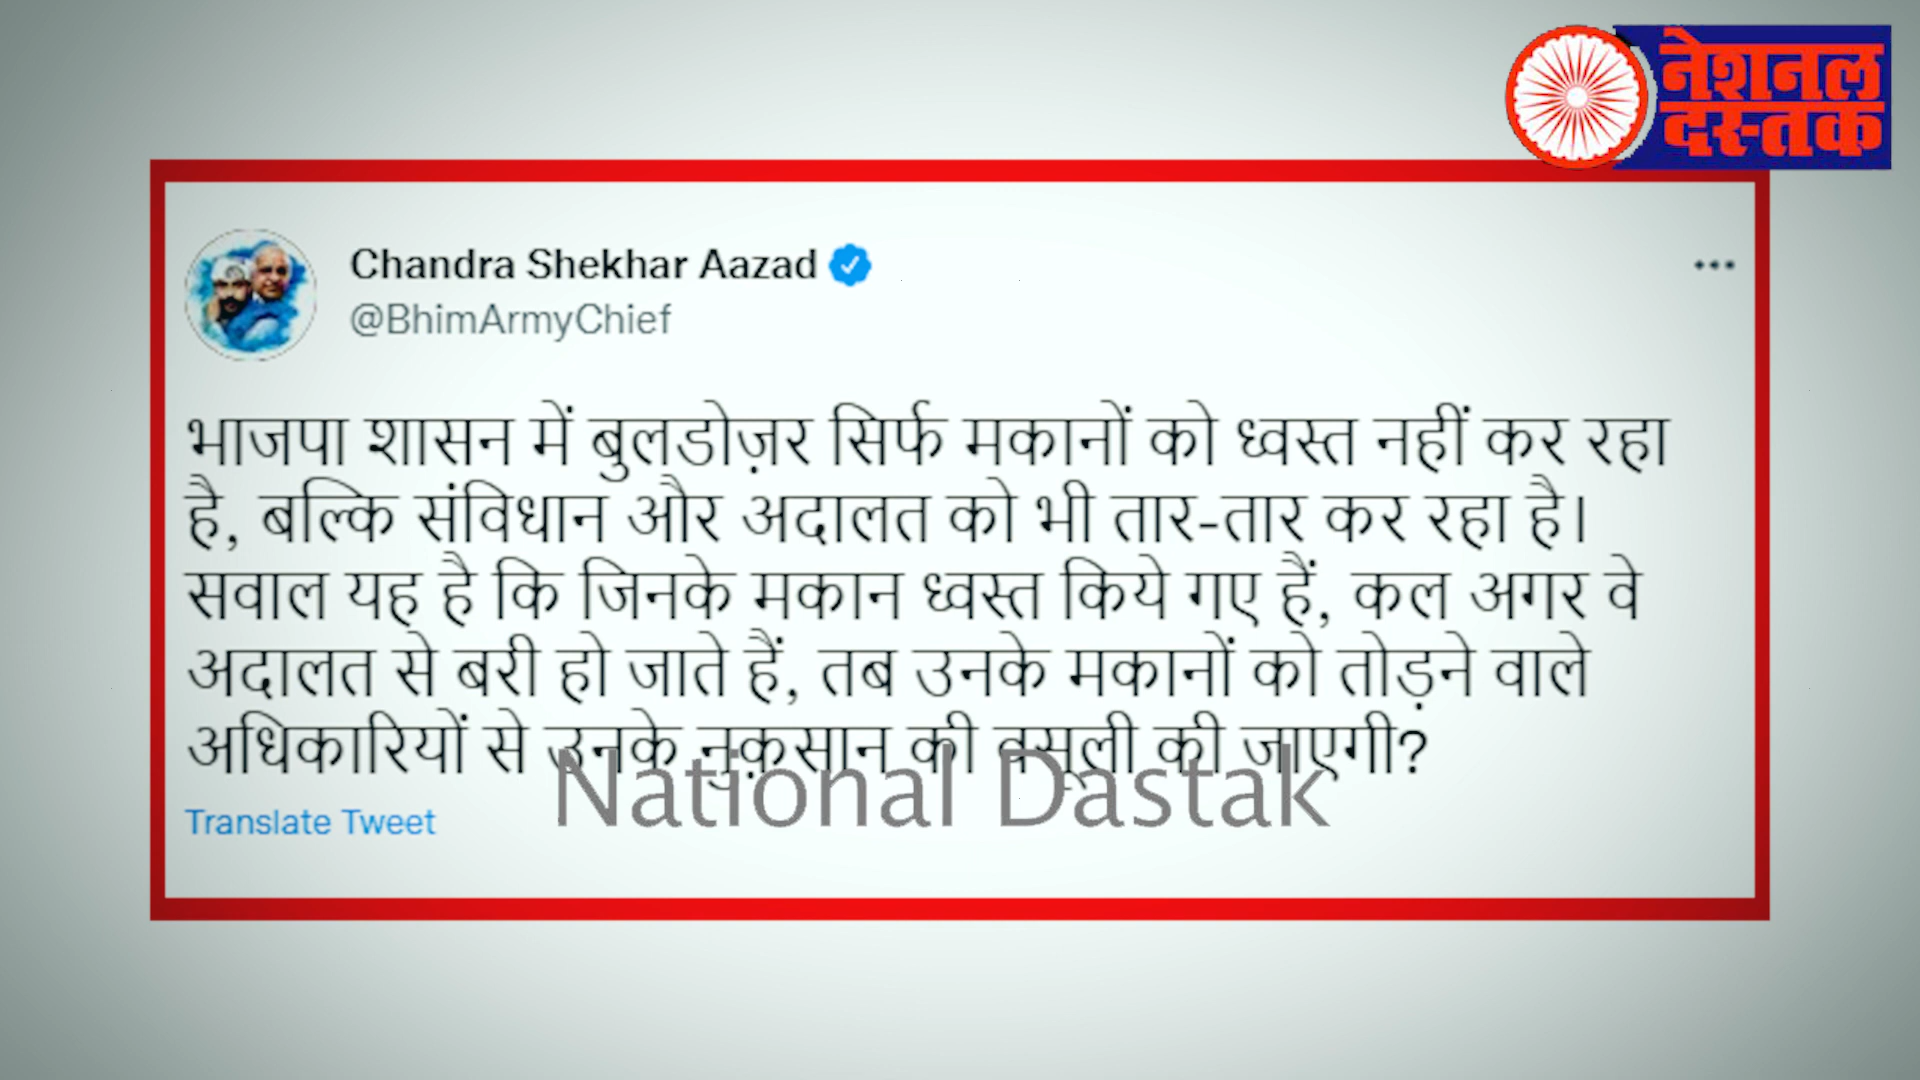 नेशनल
दस्तक
Chandra Shekhar Aazad
@BhimArmyChief
भाजपा शासन में बुलडोज़र सिर्फ मकानों को ध्वस्त नहीं कर रहा
है, बल्कि संविधान और अदालत को भी तार-तार कर रहा है।
सवाल यह है कि जिनके मकान ध्वस्त किये गए हैं, कल अगर वे
अदालत से बरी हो जाते हैं, तब उनके मकानों को तोड़ने वाले
अधिकारियों से उनके नुक़सान की वसूली की जाएगी?
National Dastak
Translate Tweet